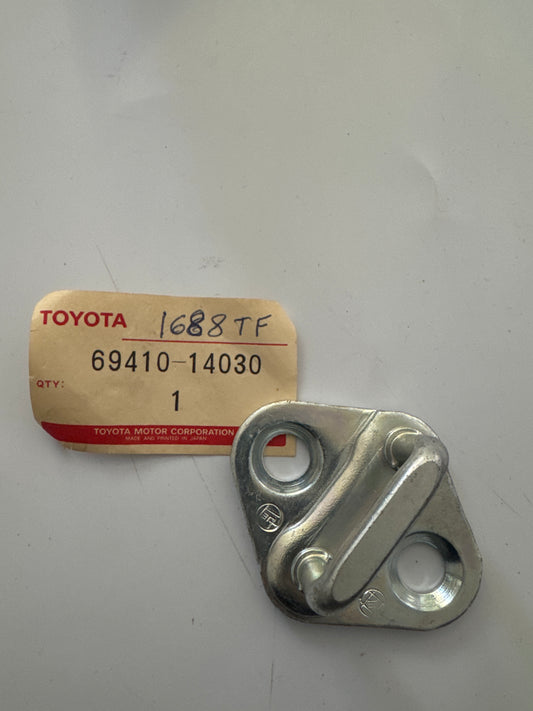 TOYOTA 1688TF
69410-14030
QTY:
1
TOYOTA MOTOR CORPORATION
MADE AND PRINTED IN JAPAN